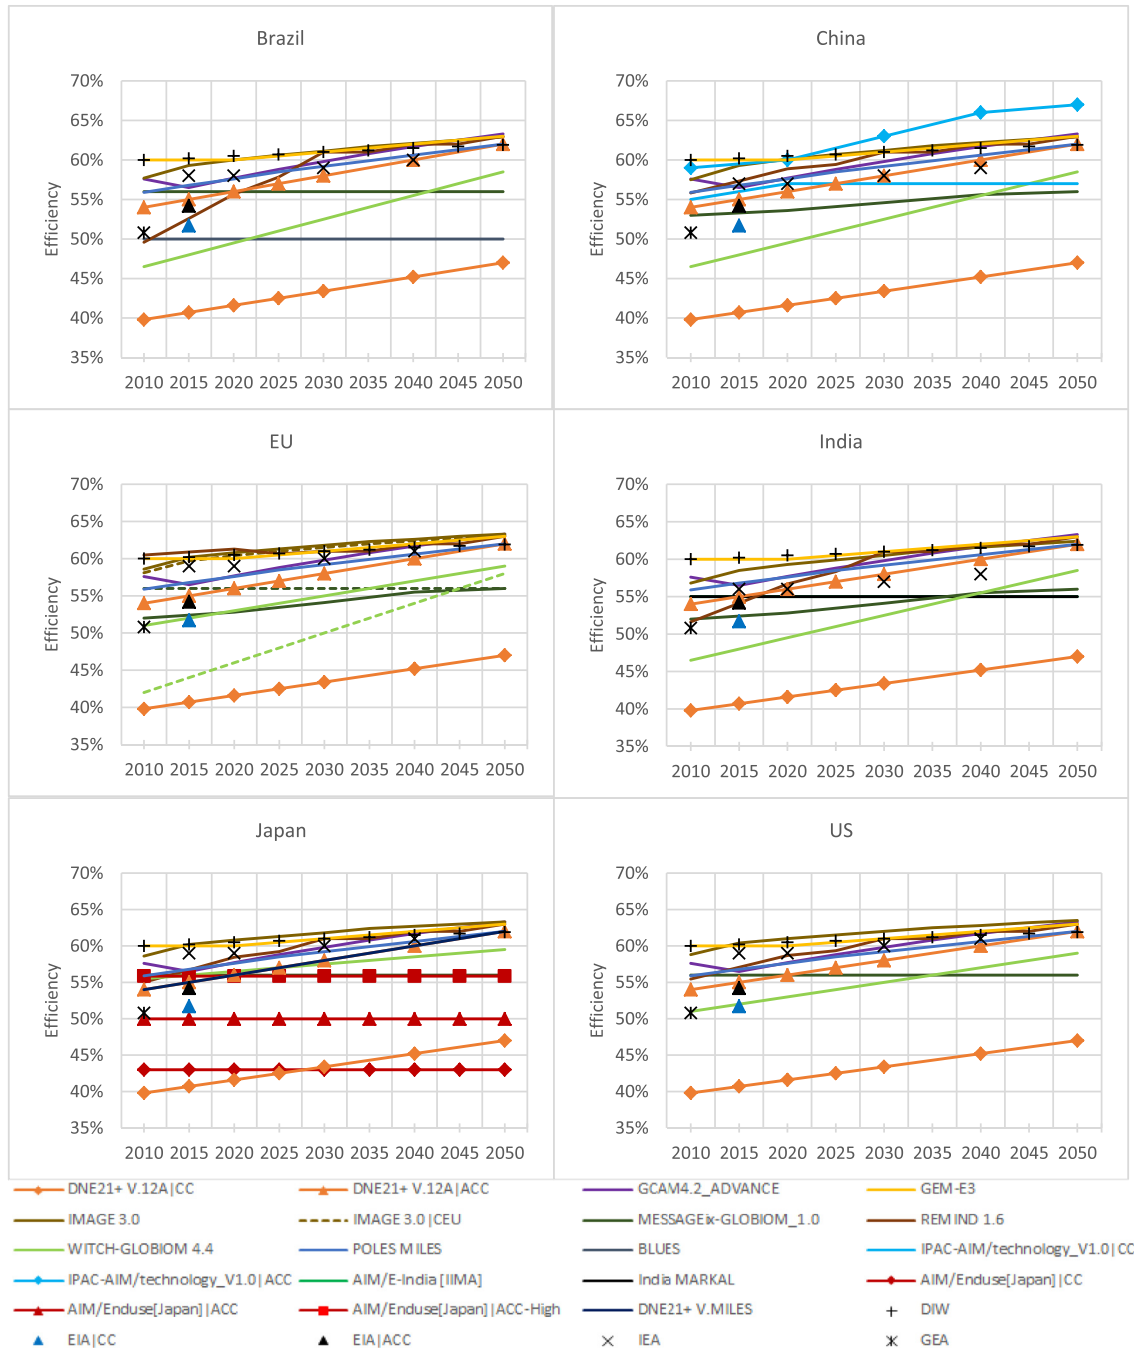 Brazil
China
70%
65%
60%
55%
50%
45%
40%
35%
Efficiency
2010 2015 2020 2025 2030 2035 2040 2045 2050
70%
65%
60%
55%
50%
45%
40%
35%
Efficiency
2010 2015 2020 2025 2030 2035 2040 2045 2050
EU
India
70%
65%
60%
55%
50%
45%
40%
35%
Efficiency
2010 2015 2020 2025 2030 2035 2040 2045 2050
70%
65%
60%
55%
50%
45%
40%
35%
Efficiency
2010 2015 2020 2025 2030 2035 2040 2045 2050
Japan
US
70%
65%
60%
55%
50%
45%
40%
35%
Efficiency
2010 2015 2020 2025 2030 2035 2040 2045 2050
70%
65%
60%
55%
50%
45%
40%
35%
Efficiency
2010 2015 2020 2025 2030 2035 2040 2045 2050
DNE21+ V.12A|CC DNE21+ V.12A|ACC GCAM4.2_ADVANCE GEM-E3
IMAGE 3.0 IMAGE 3.0|CEU MESSAGEix-GLOBIOM_1.0 REMIND 1.6
WITCH-GLOBIOM 4.4 POLES MILES BLUES IPAC-AIM/technology_V1.0|CC
IPAC-AIM/technology_V1.0|ACC AIM/E-India [IIMA] India MARKAL AIM/Enduse[Japan]|CC
AIM/Enduse[Japan]|ACC AIM/Enduse[Japan]|ACC-High DNE21+ V.MILES DIW
EIA|CC EIA|ACC IEA GEA